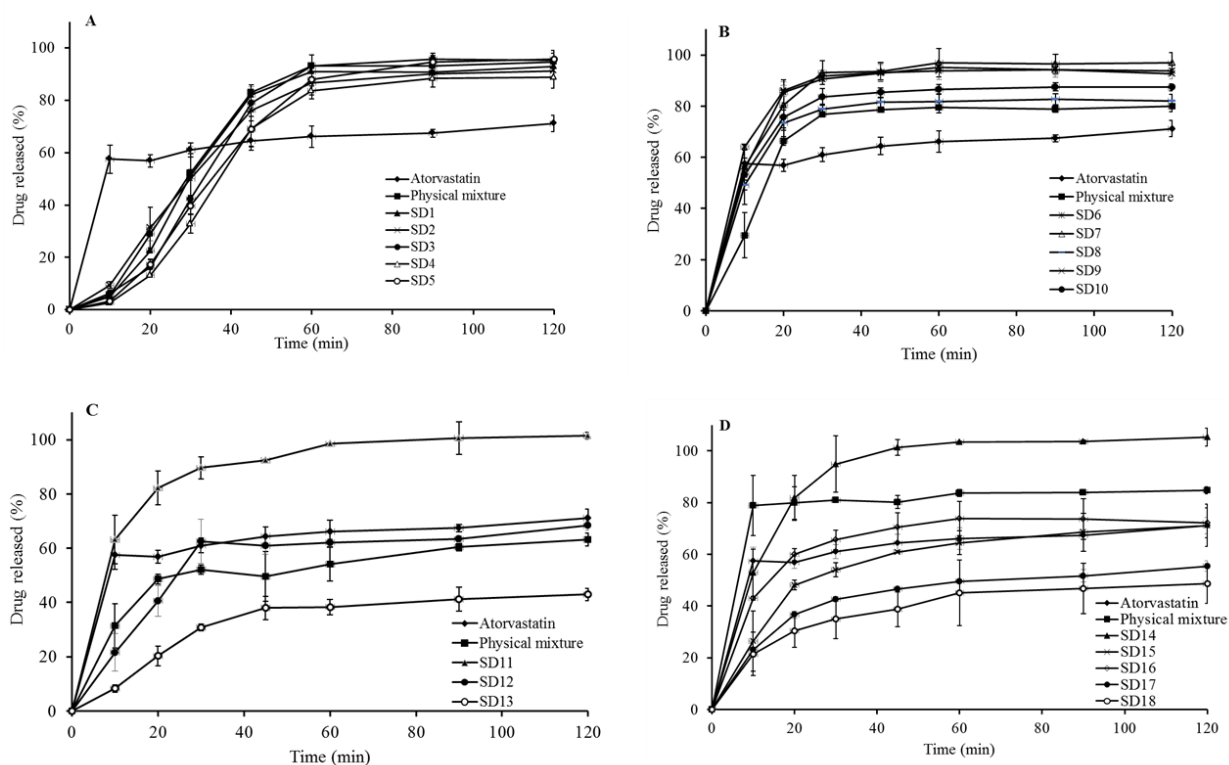 A
Drug released (%)
100
80
60
40
20
0
Atorvastatin
Physical mixture
SD1
SD2
SD3
SD4
SD5
0 20 40 60 80 100 120
Time (min)
B
Drug released (%)
100
80
60
40
20
0
Atorvastatin
Physical mixture
SD6
SD7
SD8
SD9
SD10
0 20 40 60 80 100 120
Time (min)
C
Drug released (%)
100
80
60
40
20
0
Atorvastatin
Physical mixture
SD11
SD12
SD13
0 20 40 60 80 100 120
Time (min)
D
Drug released (%)
100
80
60
40
20
0
Atorvastatin
Physical mixture
SD14
SD15
SD16
SD17
SD18
0 20 40 60 80 100 120
Time (min)